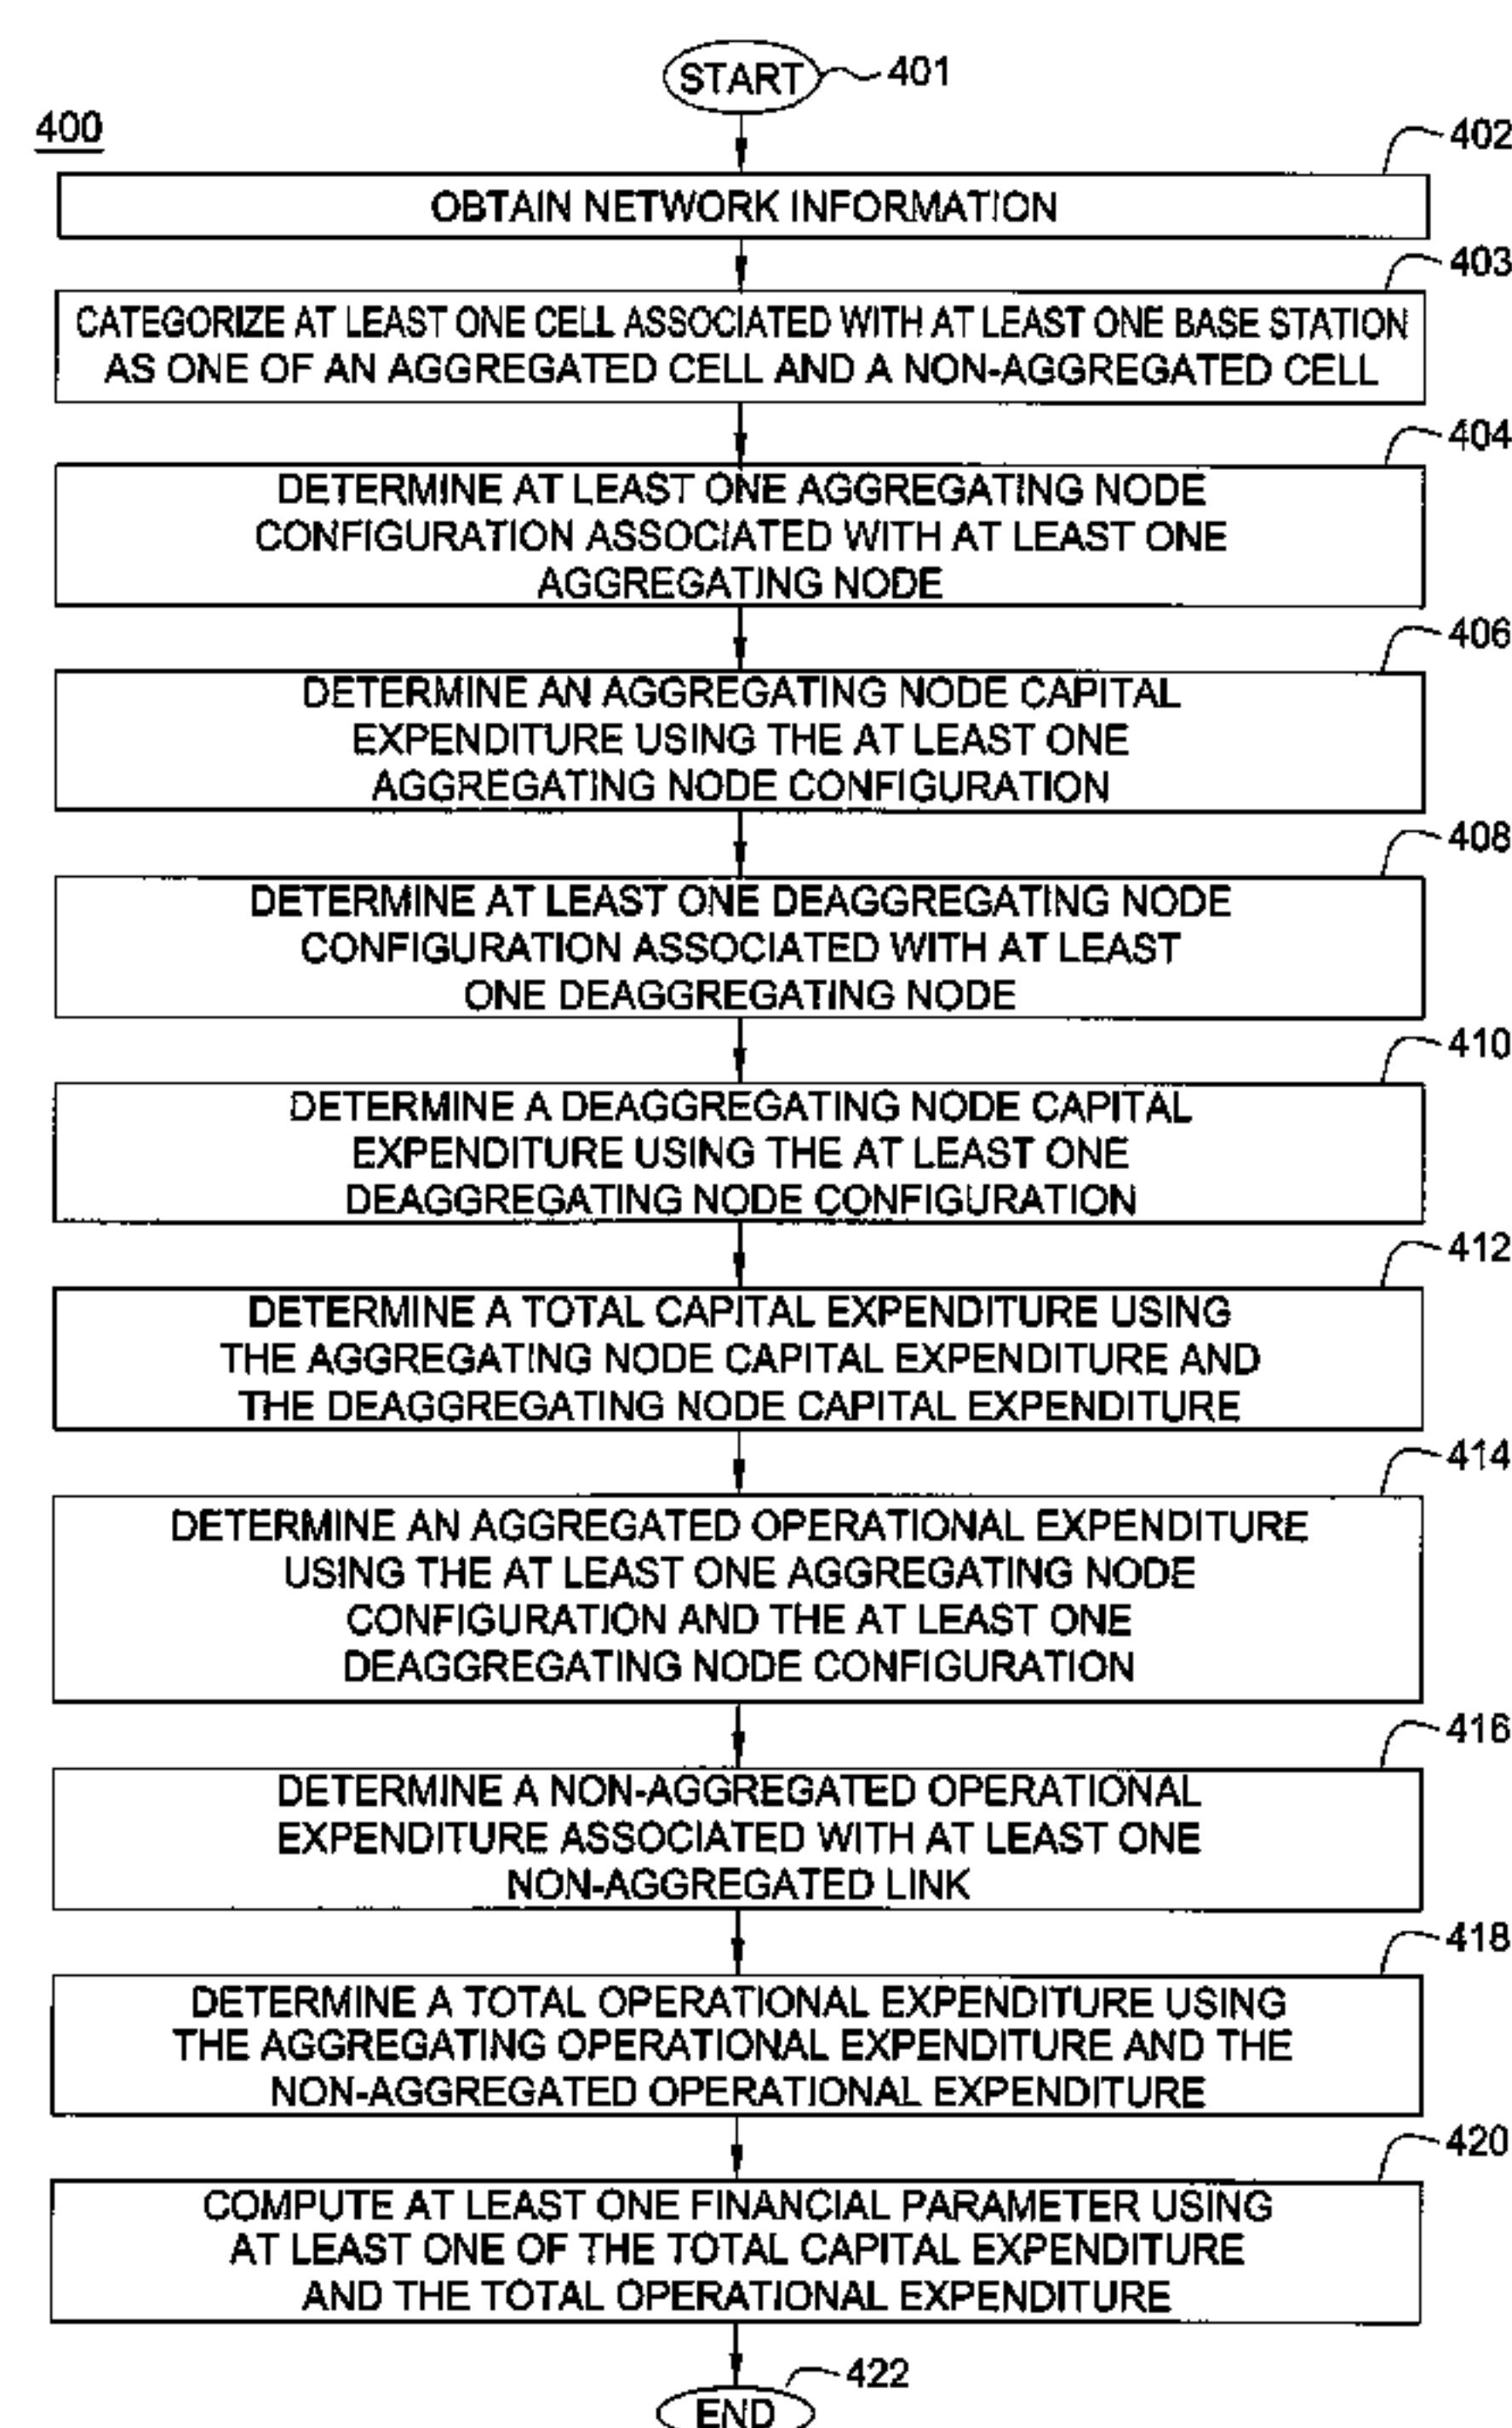 START
401
400
402
OBTAIN NETWORK INFORMATION
403
CATEGORIZE AT LEAST ONE CELL ASSOCIATED WITH AT LEAST ONE BASE STATION
AS ONE OF AN AGGREGATED CELL AND A NON-AGGREGATED CELL
404
DETERMINE AT LEAST ONE AGGREGATING NODE
CONFIGURATION ASSOCIATED WITH AT LEAST ONE
AGGREGATING NODE
406
DETERMINE AN AGGREGATING NODE CAPITAL
EXPENDITURE USING THE AT LEAST ONE
AGGREGATING NODE CONFIGURATION
408
DETERMINE AT LEAST ONE DEAGGREGATING NODE
CONFIGURATION ASSOCIATED WITH AT LEAST
ONE DEAGGREGATING NODE
410
DETERMINE A DEAGGREGATING NODE CAPITAL
EXPENDITURE USING THE AT LEAST ONE
DEAGGREGATING NODE CONFIGURATION
412
DETERMINE A TOTAL CAPITAL EXPENDITURE USING
THE AGGREGATING NODE CAPITAL EXPENDITURE AND
THE DEAGGREGATING NODE CAPITAL EXPENDITURE
414
DETERMINE AN AGGREGATED OPERATIONAL EXPENDITURE
USING THE AT LEAST ONE AGGREGATING NODE
CONFIGURATION AND THE AT LEAST ONE
DEAGGREGATING NODE CONFIGURATION
416
DETERMINE A NON-AGGREGATED OPERATIONAL
EXPENDITURE ASSOCIATED WITH AT LEAST ONE
NON-AGGREGATED LINK
418
DETERMINE A TOTAL OPERATIONAL EXPENDITURE USING
THE AGGREGATING OPERATIONAL EXPENDITURE AND THE
NON-AGGREGATED OPERATIONAL EXPENDITURE
420
COMPUTE AT LEAST ONE FINANCIAL PARAMETER USING
AT LEAST ONE OF THE TOTAL CAPITAL EXPENDITURE
AND THE TOTAL OPERATIONAL EXPENDITURE
422
END